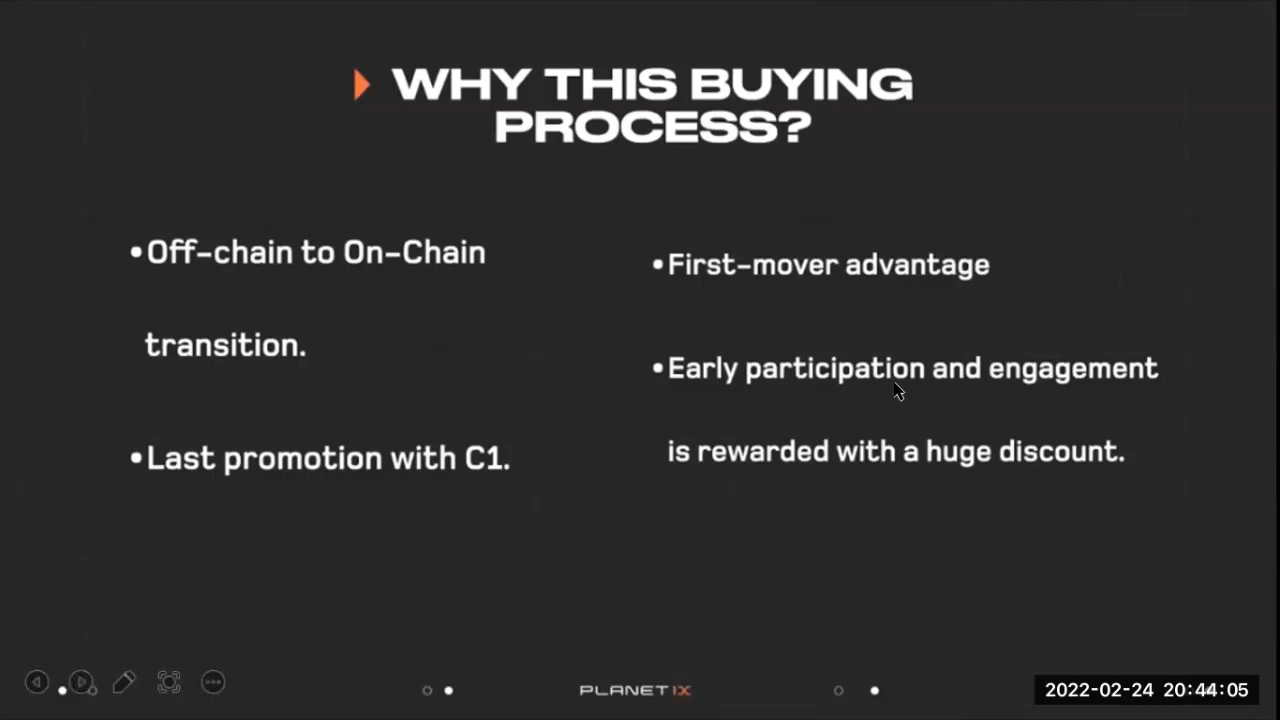 WHY THIS BUYING
PROCESS?
•Off-chain to On-Chain
transition.
•Last promotion with C1.
•First-mover advantage
•Early participation and engagement
is rewarded with a huge discount.
PLANET IX
2022-02-24 20:44:05